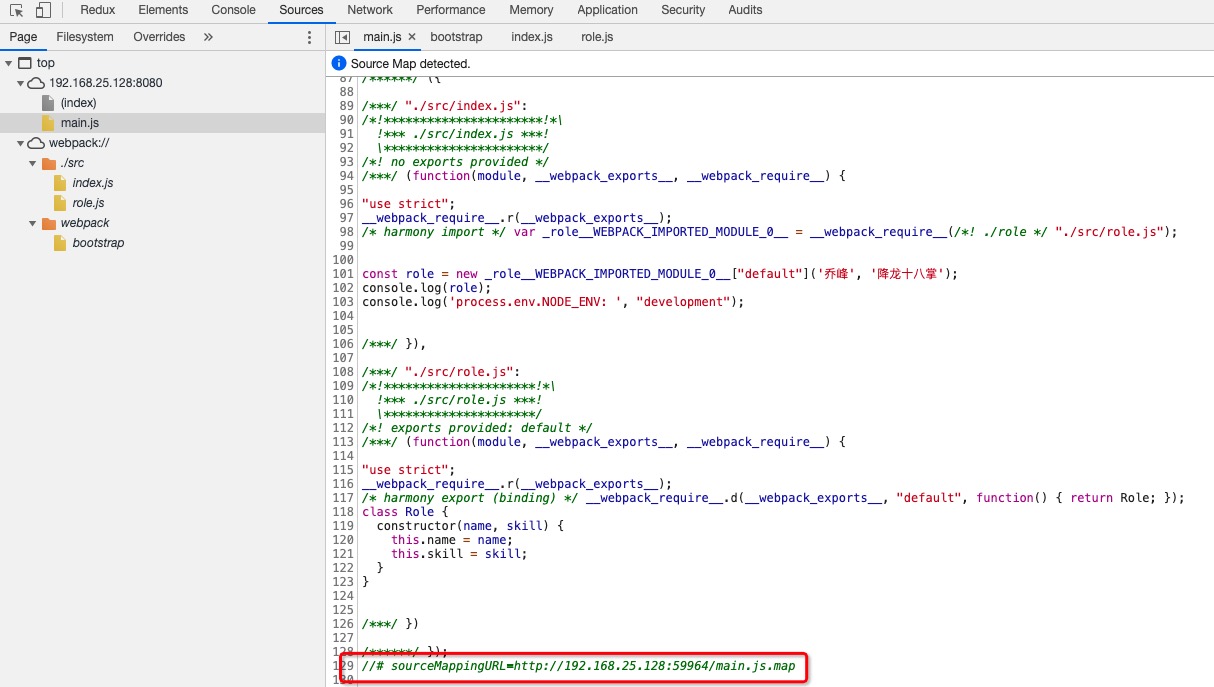 Redux Elements Console Sources Network Performance Memory Application Security Audits
Page Filesystem Overrides »
main.js × bootstrap index.js role.js
top
192.168.25.128:8080
(index)
main.js
webpack://
./src
index.js
role.js
webpack
bootstrap
Source Map detected.
87 /******/ ({
88
89 /***/ "./src/index.js":
90 /*!**********************!*\
91   !*** ./src/index.js ***!
92   \**********************/
93 /*! no exports provided */
94 /***/ (function(module, __webpack_exports__, __webpack_require__) {
95
96 "use strict";
97 __webpack_require__.r(__webpack_exports__);
98 /* harmony import */ var _role__WEBPACK_IMPORTED_MODULE_0__ = __webpack_require__(/*! ./role */ "./src/role.js");
99
100
101 const role = new _role__WEBPACK_IMPORTED_MODULE_0__["default"]('乔峰', '降龙十八掌');
102 console.log(role);
103 console.log('process.env.NODE_ENV: ', "development");
104
105
106 /***/ }),
107
108 /***/ "./src/role.js":
109 /*!*********************!*\
110   !*** ./src/role.js ***!
111   \*********************/
112 /*! exports provided: default */
113 /***/ (function(module, __webpack_exports__, __webpack_require__) {
114
115 "use strict";
116 __webpack_require__.r(__webpack_exports__);
117 /* harmony export (binding) */ __webpack_require__.d(__webpack_exports__, "default", function() { return Role; });
118 class Role {
119   constructor(name, skill) {
120     this.name = name;
121     this.skill = skill;
122   }
123 }
124
125
126 /***/ })
127
128 /******/ });
129 //# sourceMappingURL=http://192.168.25.128:59964/main.js.map
130